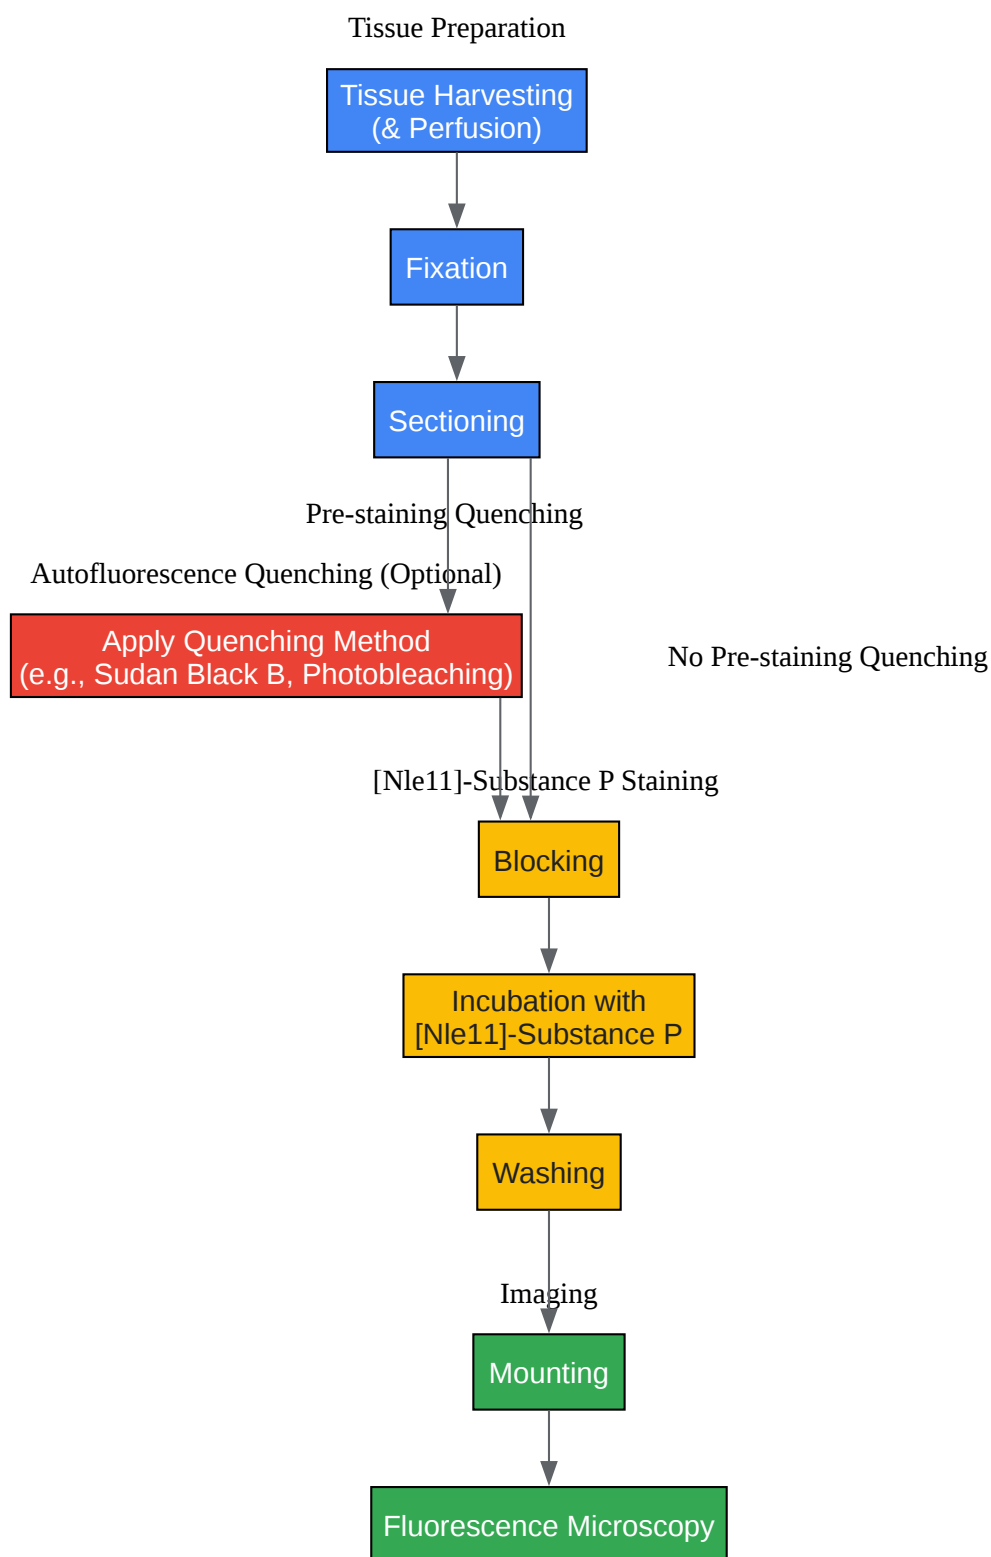 Tissue Preparation
Tissue Harvesting
(& Perfusion)
Fixation
Sectioning
Pre-staining Quenching
Autofluorescence Quenching (Optional)
Apply Quenching Method
(e.g., Sudan Black B, Photobleaching)
No Pre-staining Quenching
[Nle11]-Substance P Staining
Blocking
Incubation with
[Nle11]-Substance P
Washing
Imaging
Mounting
Fluorescence Microscopy